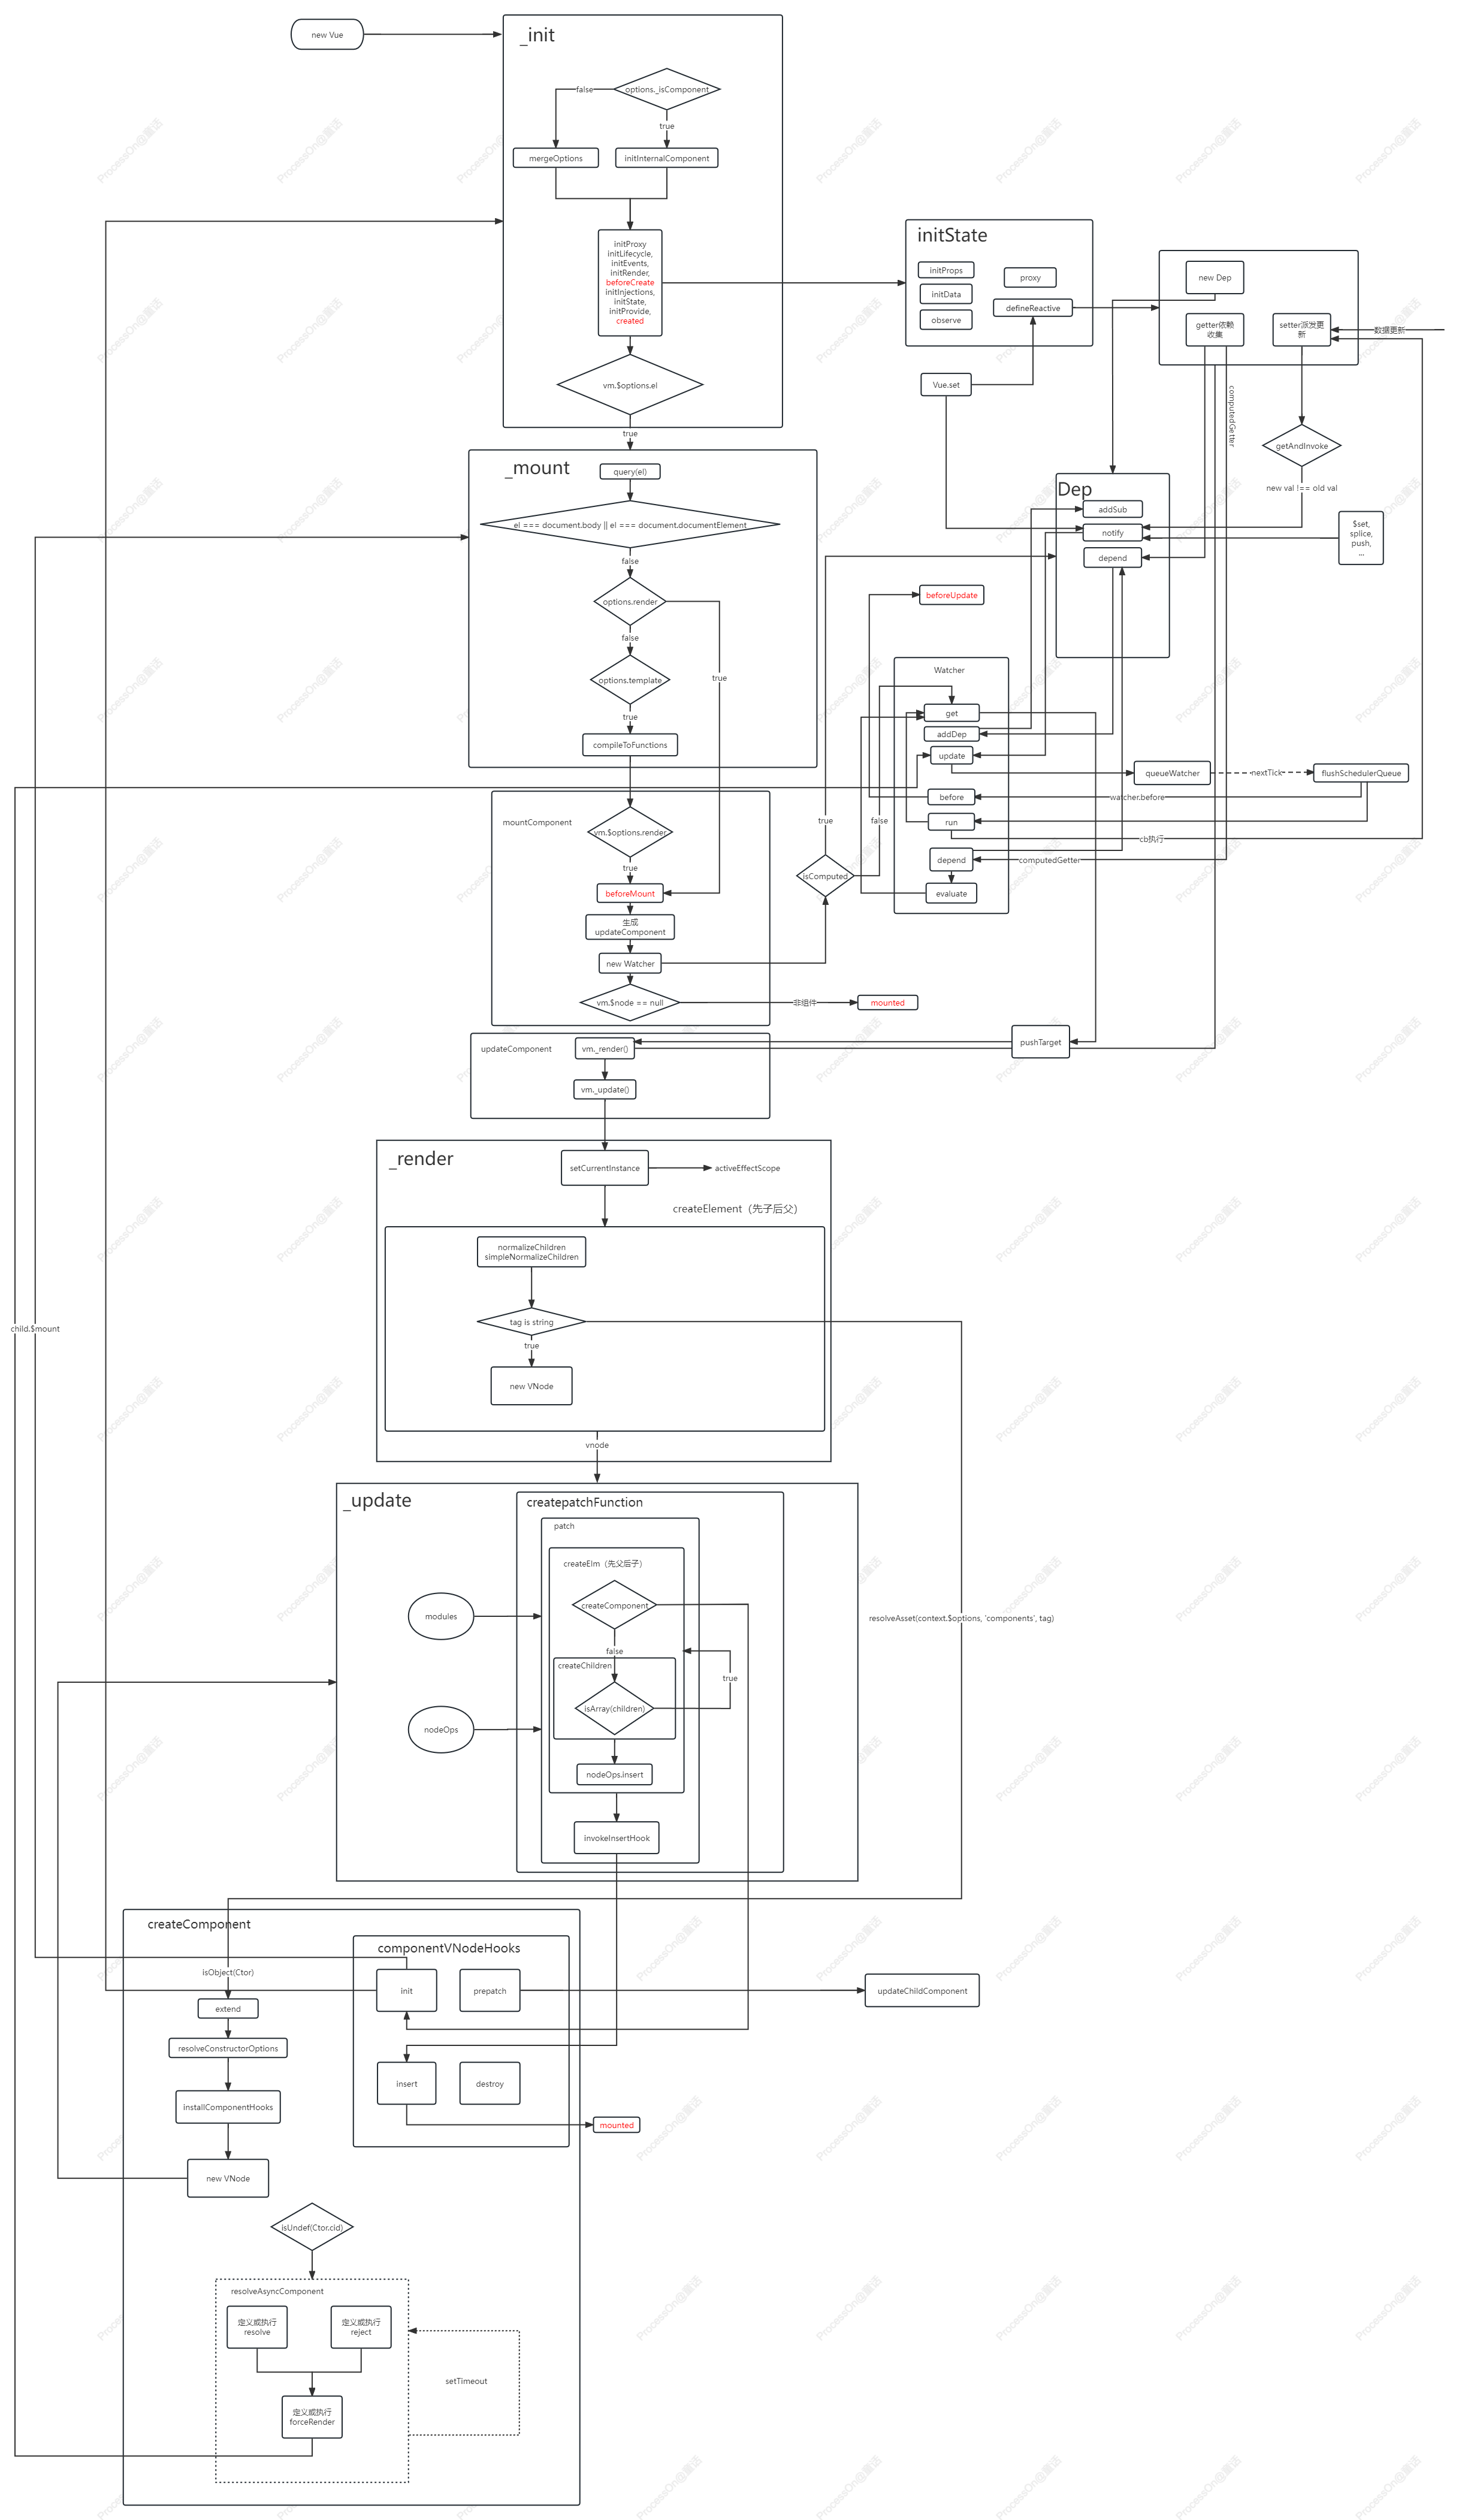 new Vue
_init
options._isComponent
false
true
mergeOptions
initInternalComponent
initProxy
initLifecycle,
initEvents,
initRender,
beforeCreate
initInjections,
initState,
initProvide,
created
vm.$options.el
true
initState
initProps
initData
observe
proxy
defineReactive
Vue.set
new Dep
getter依赖
收集
setter派发更
新
数据更新
computedGetter
getAndInvoke
new val !== old val
$set,
splice,
push,
...
Dep
addSub
notify
depend
_mount
query(el)
el === document.body || el === document.documentElement
false
options.render
false
true
options.template
true
compileToFunctions
beforeUpdate
Watcher
get
addDep
update
before
run
depend
evaluate
queueWatcher
nextTick
flushSchedulerQueue
watcher.before
cb执行
computedGetter
mountComponent
vm.$options.render
true
beforeMount
生成
updateComponent
new Watcher
vm.$node == null
非组件
mounted
isComputed
true
false
pushTarget
updateComponent
vm._render()
vm._update()
_render
setCurrentInstance
activeEffectScope
createElement（先子后父）
normalizeChildren
simpleNormalizeChildren
tag is string
true
new VNode
vnode
child.$mount
_update
createpatchFunction
patch
createElm（先父后子）
createComponent
false
createChildren
isArray(children)
true
nodeOps.insert
invokeInsertHook
modules
nodeOps
resolveAsset(context.$options, 'components', tag)
createComponent
componentVNodeHooks
init
prepatch
insert
destroy
updateChildComponent
mounted
isObject(Ctor)
extend
resolveConstructorOptions
installComponentHooks
new VNode
isUndef(Ctor.cid)
resolveAsyncComponent
定义或执行
resolve
定义或执行
reject
定义或执行
forceRender
setTimeout